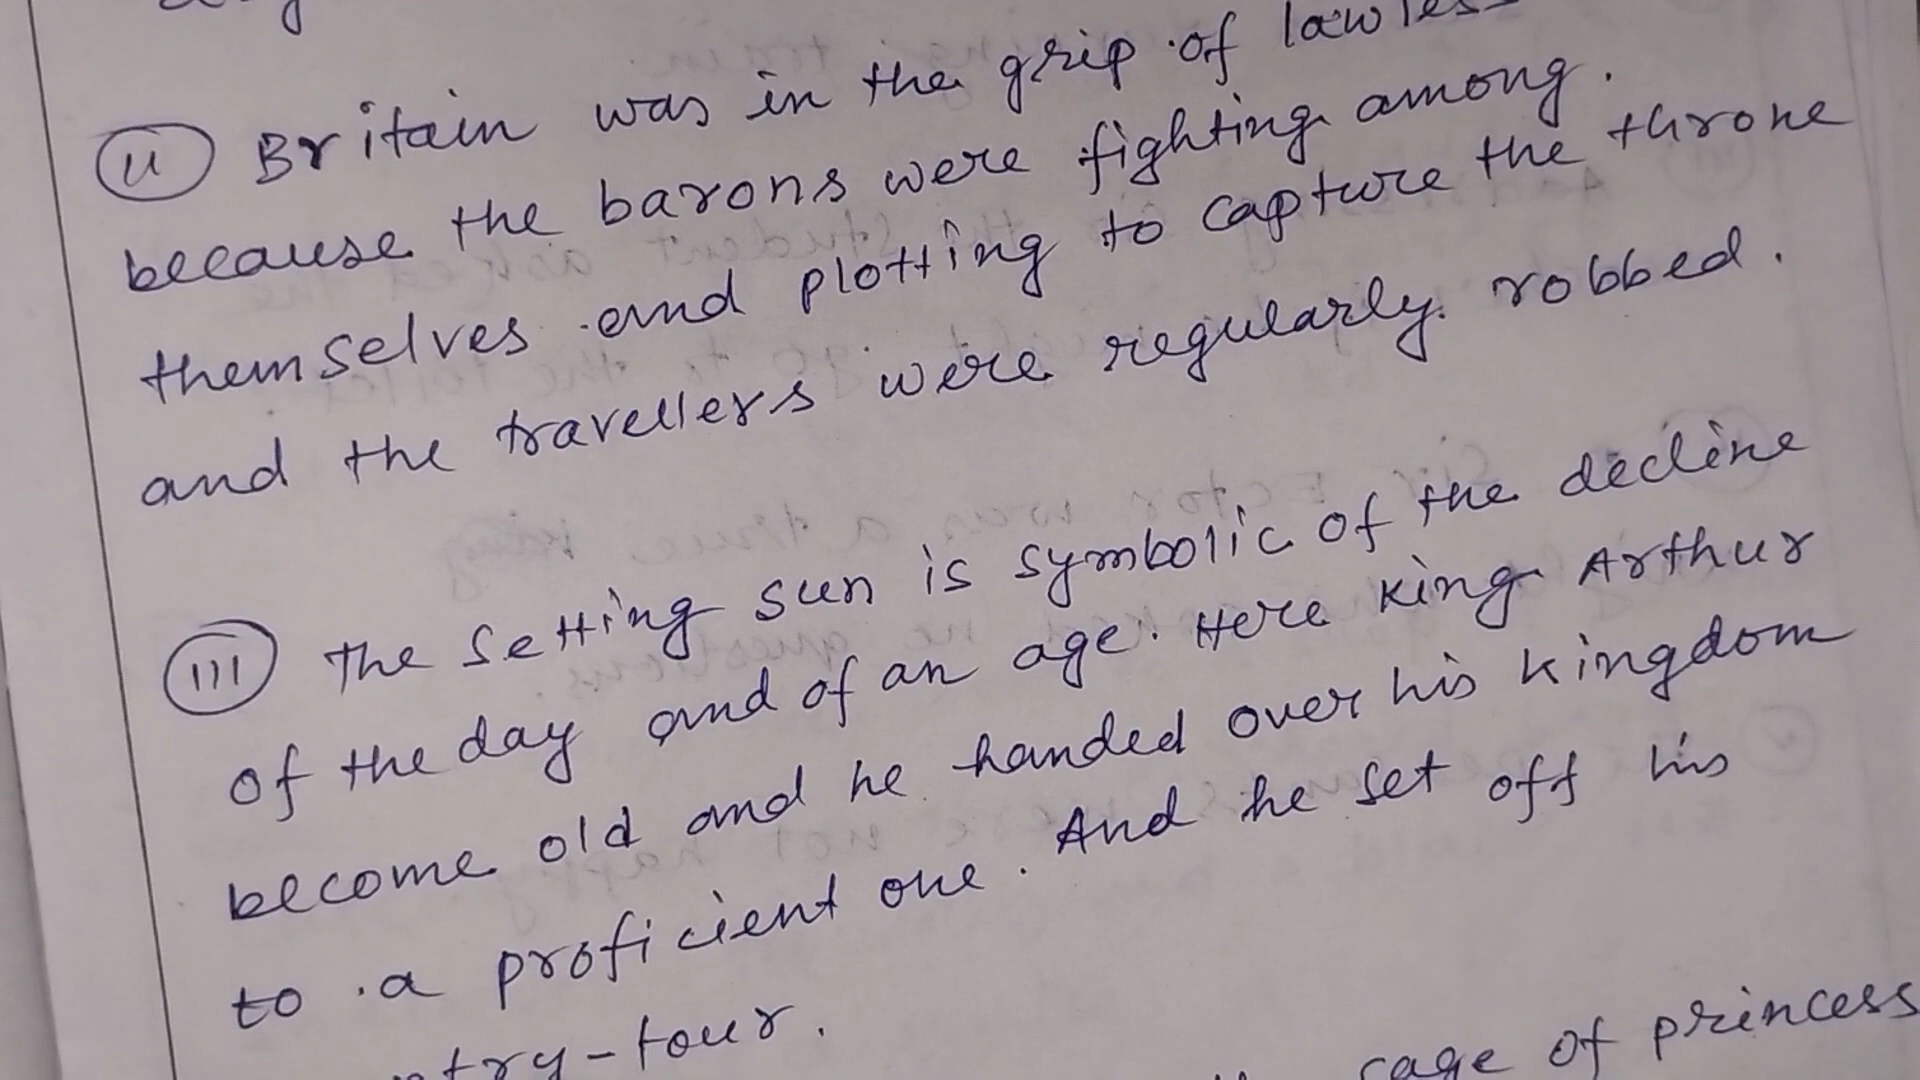 (ii) Britain was in the grip of lawless
because the barons were fighting among
themselves and plotting to capture the throne
and the travellers were regularly robbed.
(iii) The setting sun is symbolic of the decline
of the day and of an age. Here King Arthur
become old and he handed over his kingdom
to a proficient one. And he set off his
try-tour.
cage of princess